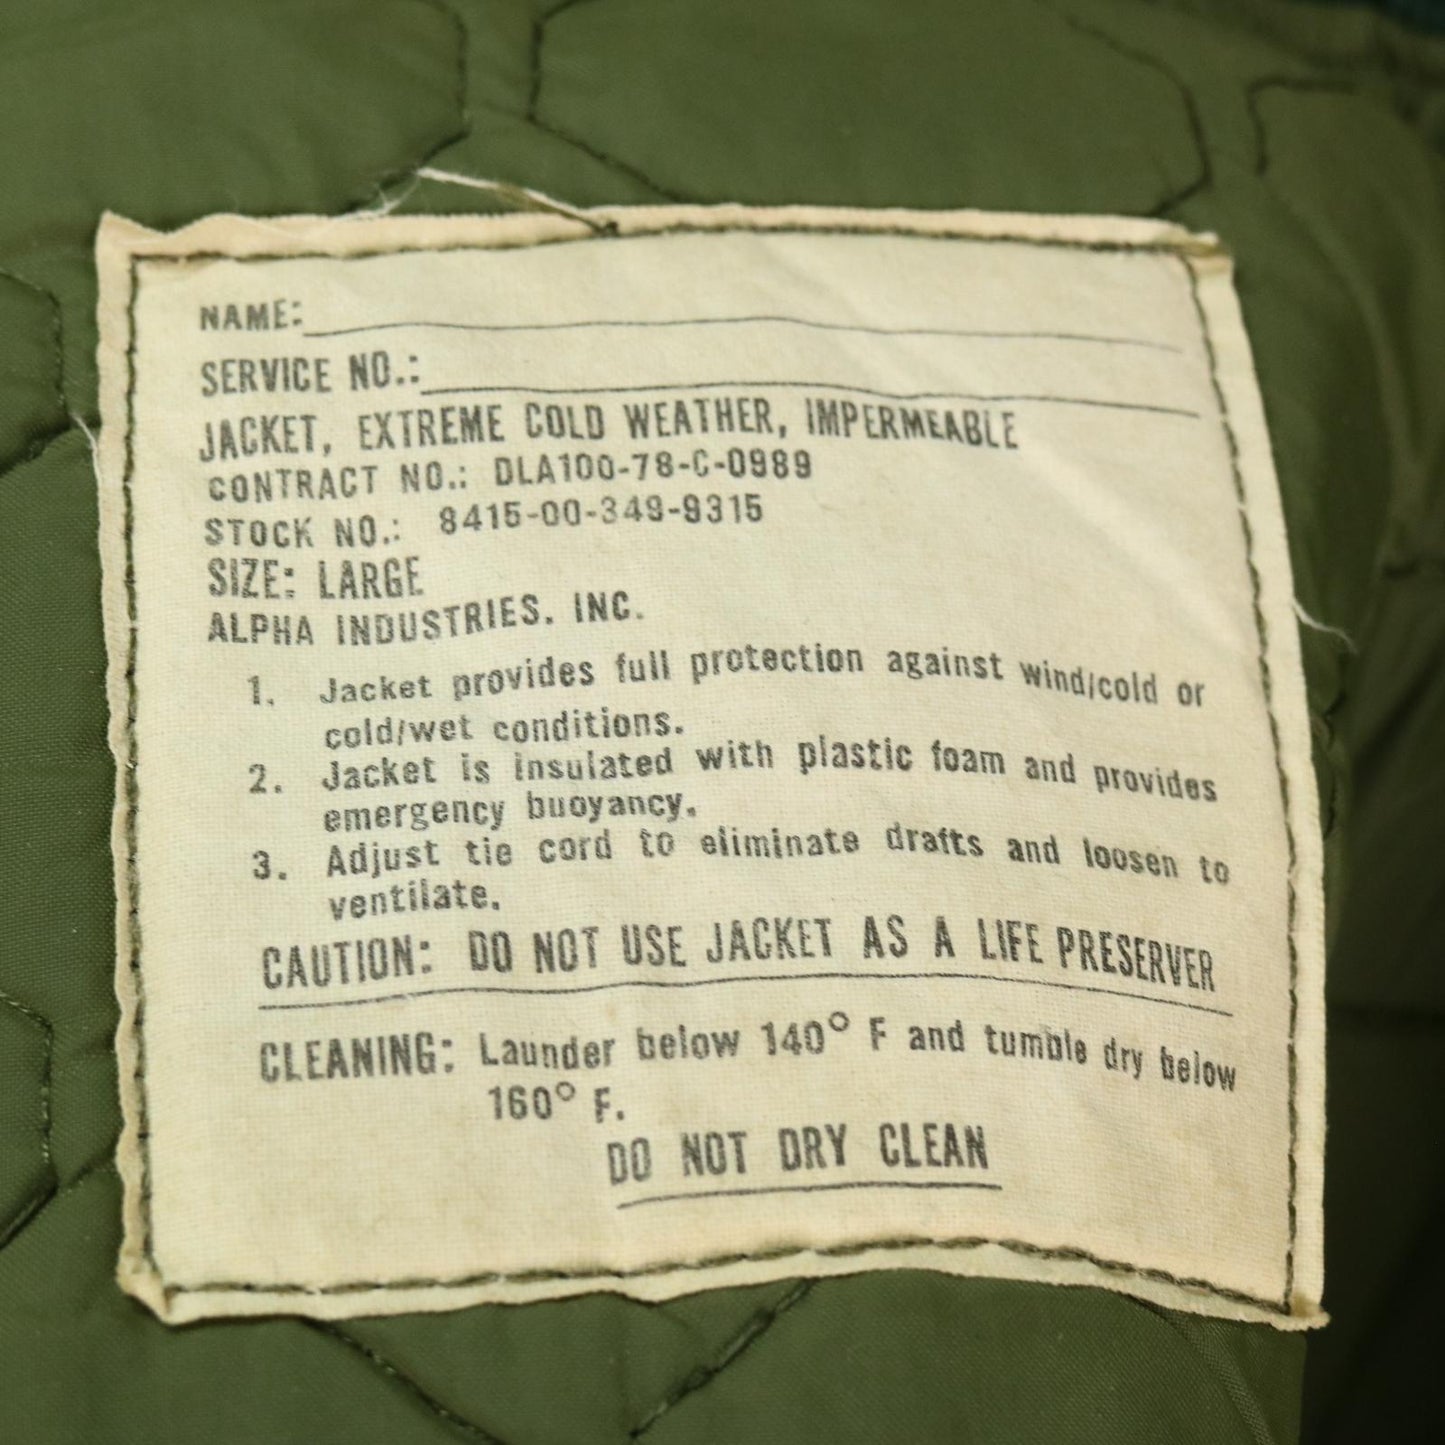 NAME:
SERVICE NO.:
JACKET, EXTREME COLD WEATHER, IMPERMEABLE
CONTRACT NO.: DLA100-78-C-0989
STOCK NO.: 8415-00-349-9315
SIZE: LARGE
ALPHA INDUSTRIES. INC.
1. Jacket provides full protection against wind/cold or
cold/wet conditions.
2. Jacket is insulated with plastic foam and provides
emergency buoyancy.
3. Adjust tie cord to eliminate drafts and loosen to
ventilate.
CAUTION: DO NOT USE JACKET AS A LIFE PRESERVER
CLEANING: Launder below 140° F and tumble dry below
160° F.
DO NOT DRY CLEAN